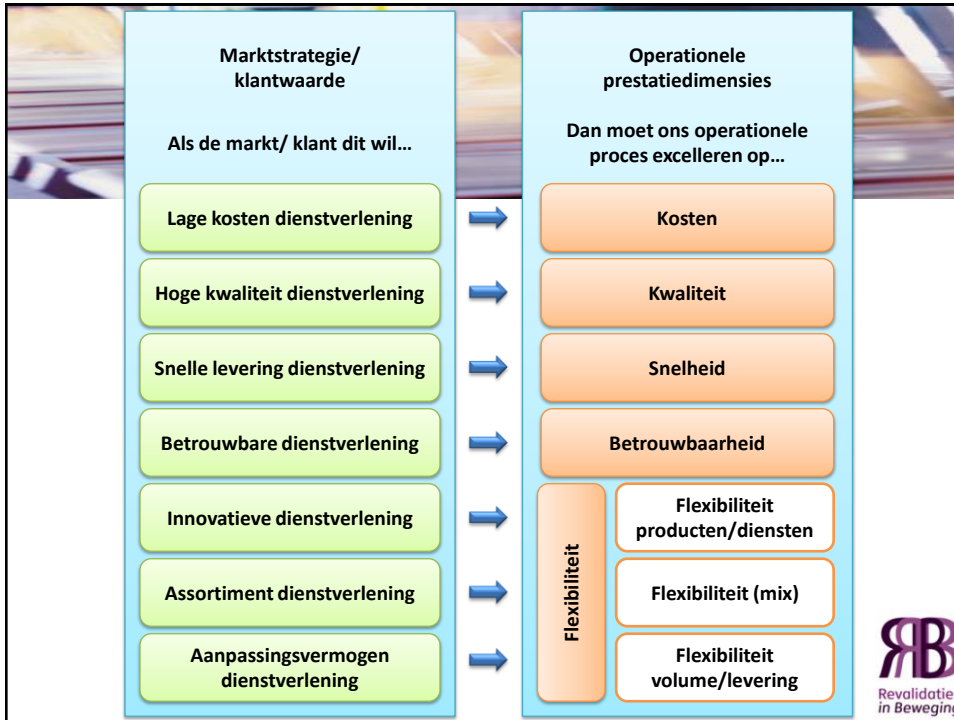 Marktstrategie/
klantwaarde
Als de markt/ klant dit wil...
Operationele
prestatiedimensies
Dan moet ons operationele
proces excelleren op...
Lage kosten dienstverlening
Kosten
Hoge kwaliteit dienstverlening
Kwaliteit
Snelle levering dienstverlening
Snelheid
Betrouwbare dienstverlening
Betrouwbaarheid
Flexibiliteit
Innovatieve dienstverlening
Flexibiliteit
producten/diensten
Assortiment dienstverlening
Flexibiliteit (mix)
Aanpassingsvermogen
dienstverlening
Flexibiliteit
volume/levering
RRB
Revalidatie
in Beweging